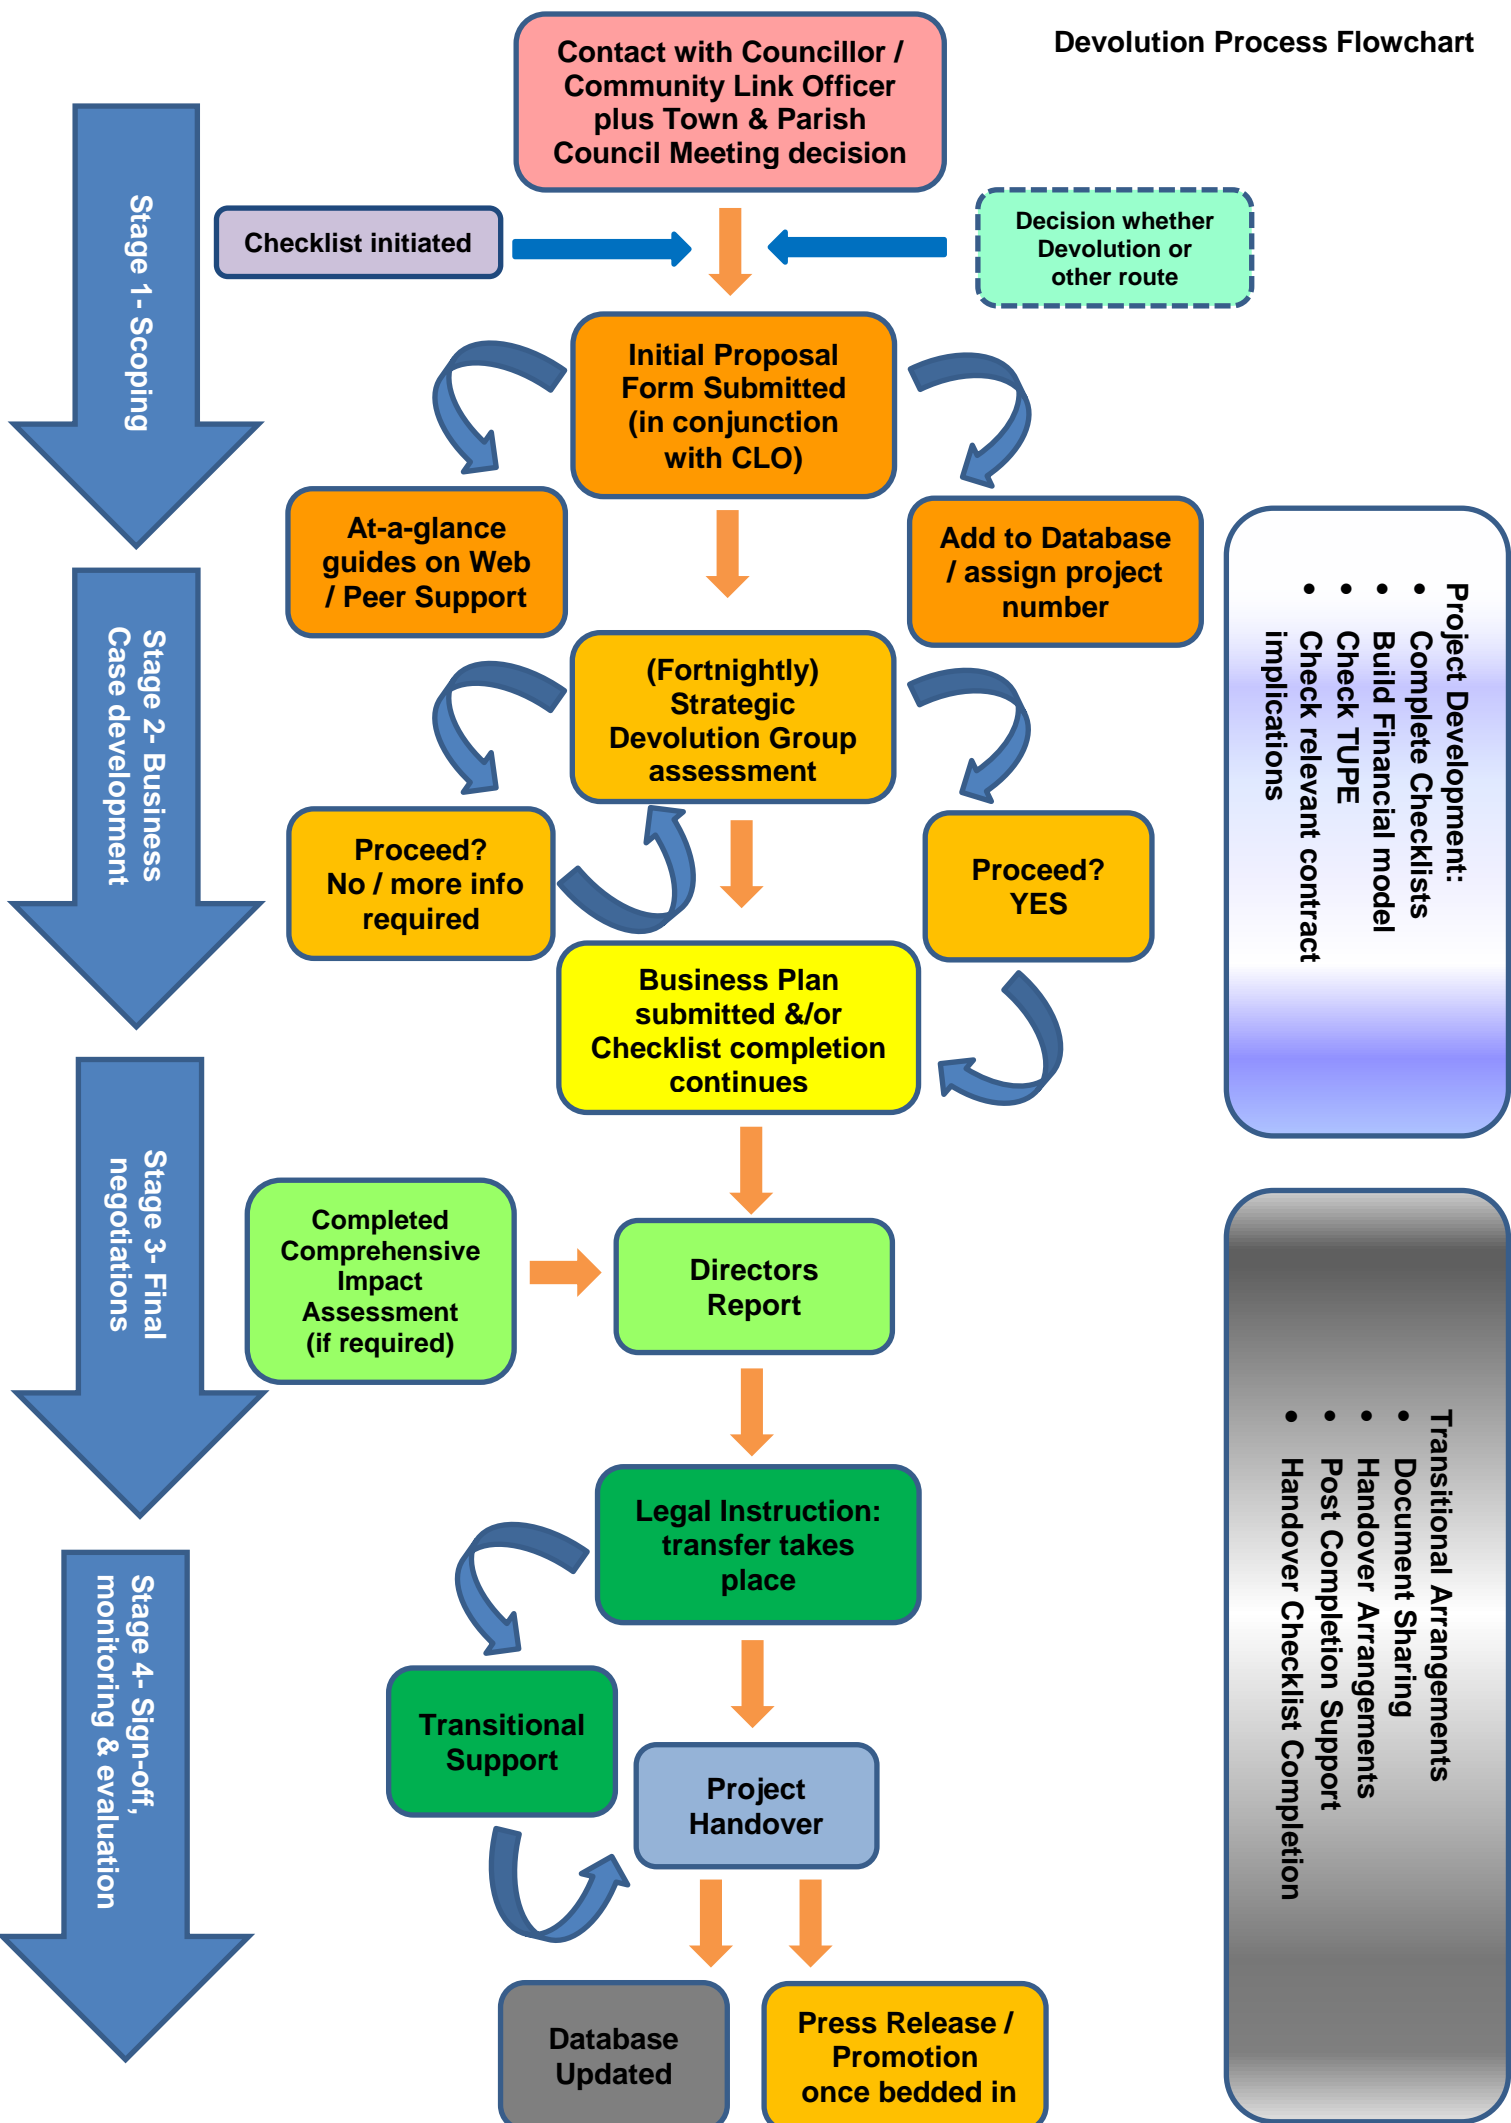 Devolution Process Flowchart
Contact with Councillor /
Community Link Officer
plus Town & Parish
Council Meeting decision
Stage 1- Scoping
Checklist initiated
Decision whether
Devolution or
other route
Initial Proposal
Form Submitted
(in conjunction
with CLO)
At-a-glance
guides on Web
/ Peer Support
Add to Database
/ assign project
number
Stage 2- Business
Case development
(Fortnightly)
Strategic
Devolution Group
assessment
Proceed?
No / more info
required
Proceed?
YES
Business Plan
submitted &/or
Checklist completion
continues
Project Development:
• Complete Checklists
• Build Financial model
• Check TUPE
• Check relevant contract
implications
Stage 3- Final
negotiations
Completed
Comprehensive
Impact
Assessment
(if required)
Directors
Report
Legal Instruction:
transfer takes
place
Stage 4- Sign-off,
monitoring & evaluation
Transitional
Support
Project
Handover
Database
Updated
Press Release /
Promotion
once bedded in
Transitional Arrangements
• Document Sharing
• Handover Arrangements
• Post Completion Support
• Handover Checklist Completion